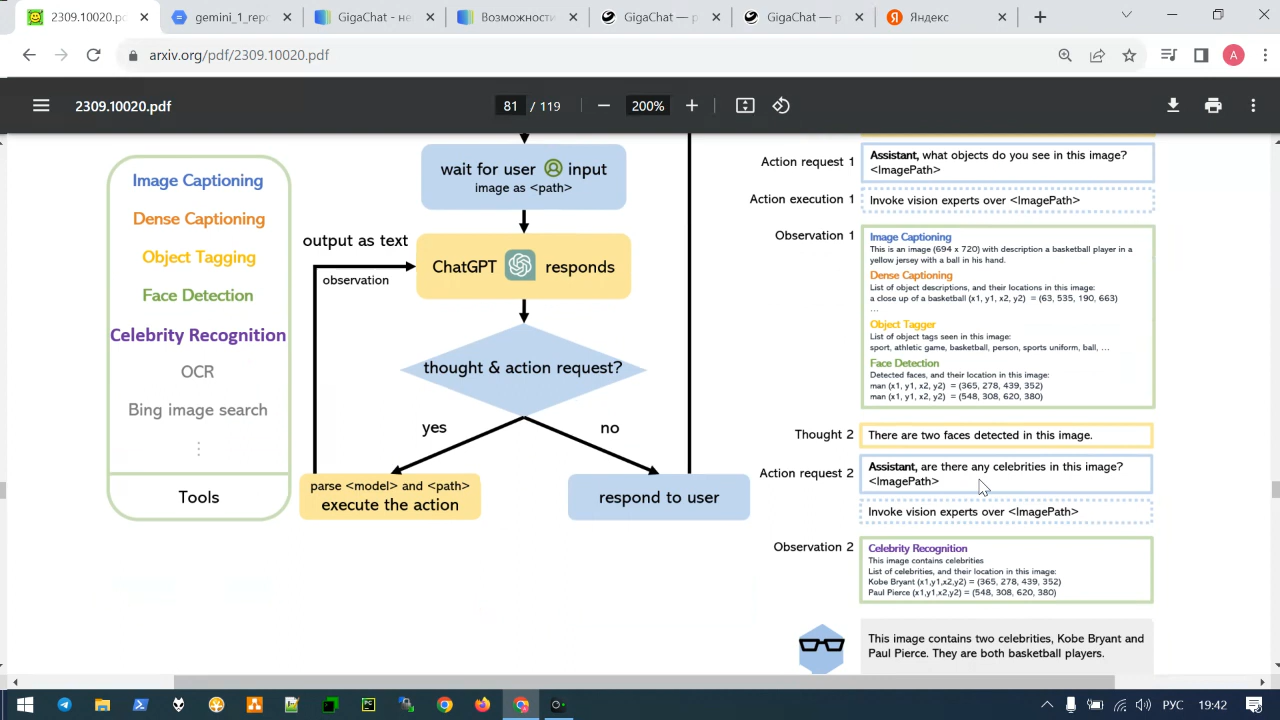 gemini_1_rep
GigaChat – не
Возможност
GigaChat — р
GigaChat — р
Яндекс
arxiv.org/pdf/2309.10020.pdf
A
2309.10020.pdf
81 / 119
200%
Image Captioning
Dense Captioning
Object Tagging
Face Detection
Celebrity Recognition
OCR
Bing image search
⋮
Tools
wait for user input
image as <path>
output as text
observation
ChatGPT responds
thought & action request?
yes
no
parse <model> and <path>
execute the action
respond to user
Action request 1
Assistant, what objects do you see in this image?
<ImagePath>
Action execution 1
Invoke vision experts over <ImagePath>
Observation 1
Image Captioning
This is an image (694 x 720) with description a basketball player in a
yellow jersey with a ball in his hand.
Dense Captioning
List of object descriptions, and their locations in this image:
a close up of a basketball (x1, y1, x2, y2) = (63, 535, 190, 663)
...
Object Tagger
List of object tags seen in this image:
sport, athletic game, basketball, person, sports uniform, ball, ...
Face Detection
Detected faces, and their location in this image:
man (x1, y1, x2, y2) = (365, 278, 439, 352)
man (x1, y1, x2, y2) = (548, 308, 620, 380)
Thought 2
There are two faces detected in this image.
Action request 2
Assistant, are there any celebrities in this image?
<ImagePath>
Invoke vision experts over <ImagePath>
Observation 2
Celebrity Recognition
This image contains celebrities
List of celebrities, and their location in this image:
Kobe Bryant (x1,y1,x2,y2) = (365, 278, 439, 352)
Paul Pierce (x1,y1,x2,y2) = (548, 308, 620, 380)
This image contains two celebrities, Kobe Bryant and
Paul Pierce. They are both basketball players.
РУС
19:42